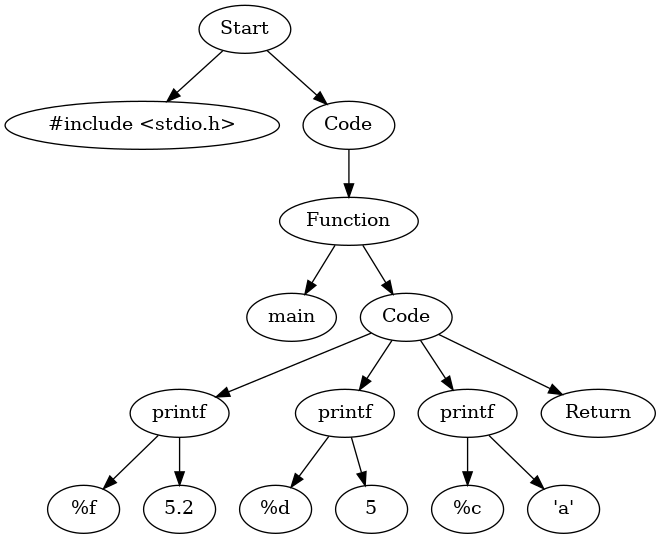 Start
#include <stdio.h>
Code
Function
main
Code
printf
printf
printf
Return
%f
5.2
%d
5
%c
'a'